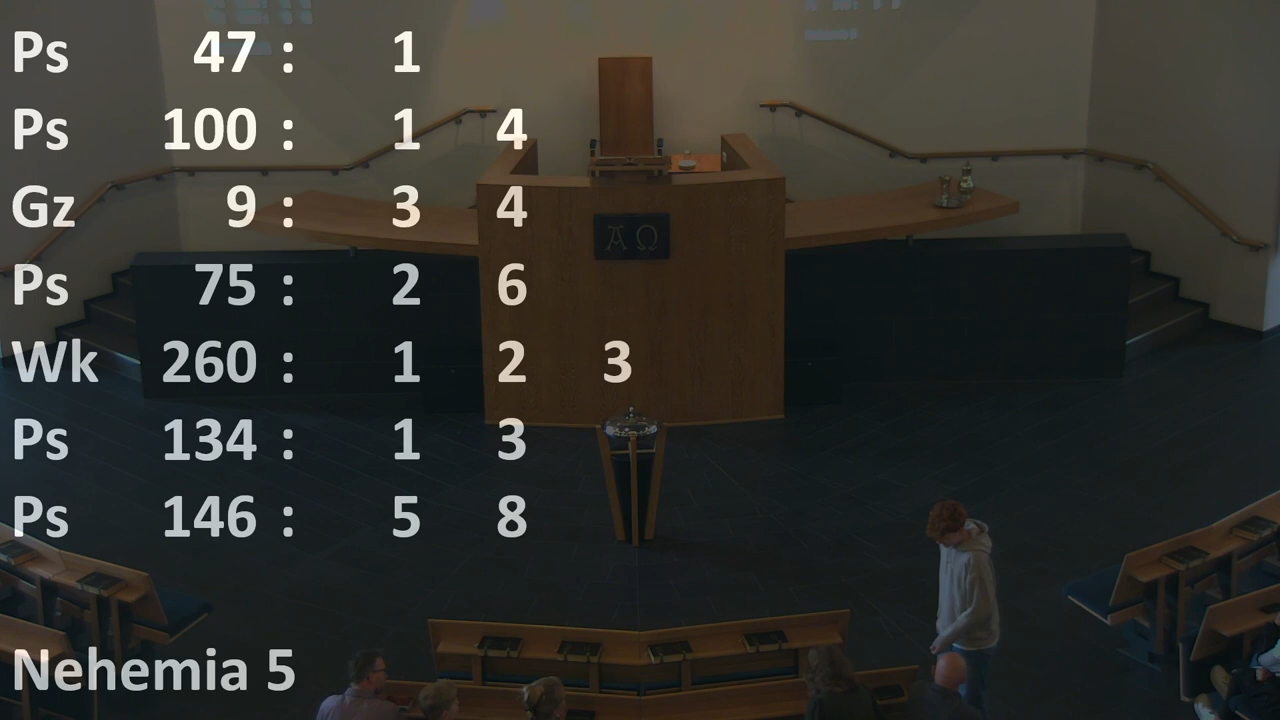 Ps 47 : 1
Ps 100 : 1 4
Gz 9 : 3 4
Ps 75 : 2 6
Wk 260 : 1 2 3
Ps 134 : 1 3
Ps 146 : 5 8
Nehemia 5
Α Ω